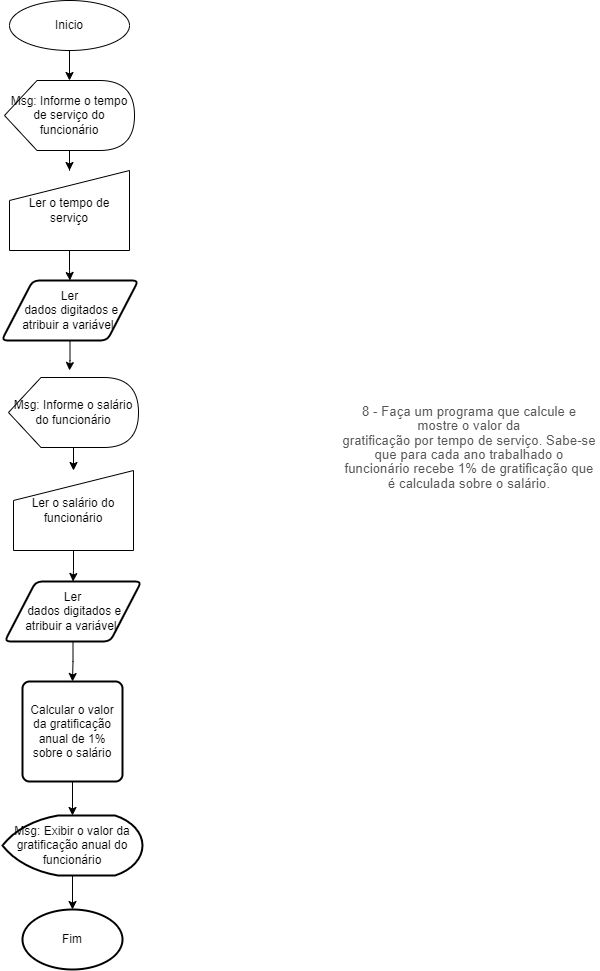 Inicio
Msg: Informe o tempo
de serviço do
funcionário
Ler o tempo de
serviço
Ler
dados digitados e
atribuir a variável
Msg: Informe o salário
do funcionário
Ler o salário do
funcionário
Ler
dados digitados e
atribuir a variável
Calcular o valor
da gratificação
anual de 1%
sobre o salário
Msg: Exibir o valor da
gratificação anual do
funcionário
Fim
8 - Faça um programa que calcule e
mostre o valor da
gratificação por tempo de serviço. Sabe-se
que para cada ano trabalhado o
funcionário recebe 1% de gratificação que
é calculada sobre o salário.